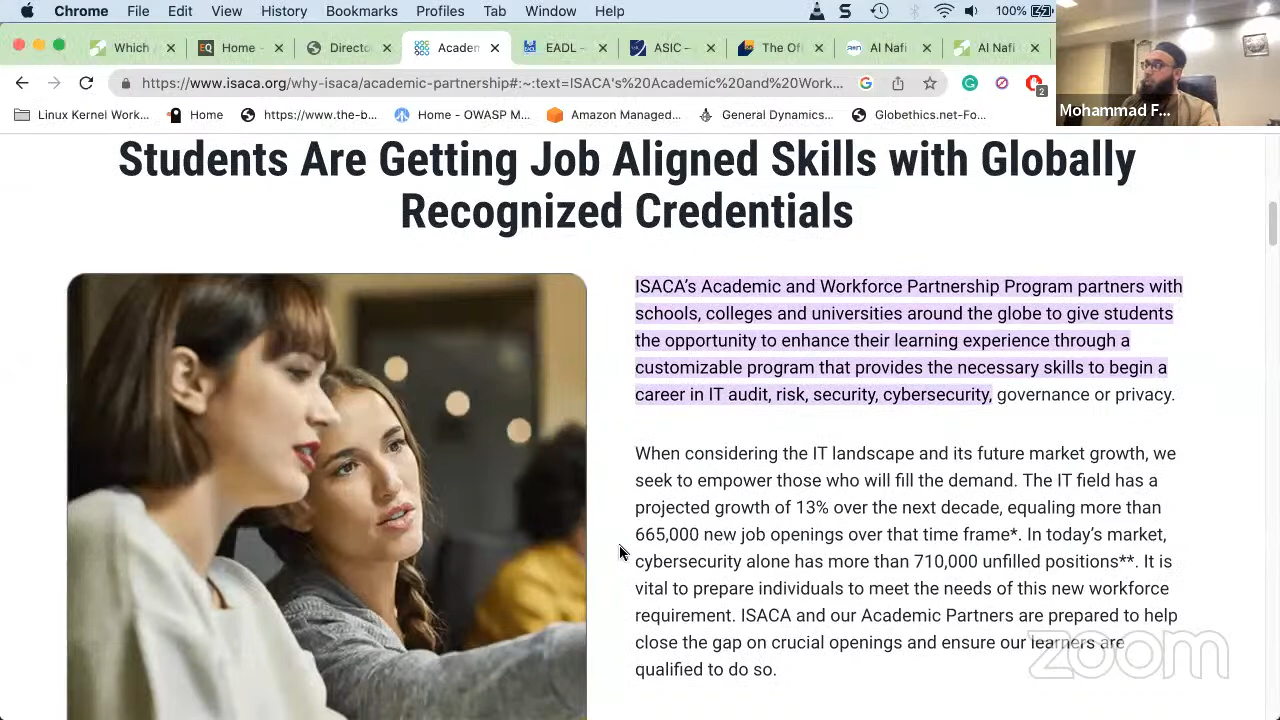 Chrome File Edit View History Bookmarks Profiles Tab Window Help 100%
Which EQ Home - Directo Academ EADL – ASIC – The Of Al Nafi Al Nafi
https://www.isaca.org/why-isaca/academic-partnership#:~:text=ISACA's%20Academic%20and%20Work...
2
Linux Kernel Work... Home https://www.the-b... Home - OWASP M... Amazon Managed... General Dynamics... Globethics.net-Fo...
Mohammad F...
Students Are Getting Job Aligned Skills with Globally
Recognized Credentials
ISACA’s Academic and Workforce Partnership Program partners with
schools, colleges and universities around the globe to give students
the opportunity to enhance their learning experience through a
customizable program that provides the necessary skills to begin a
career in IT audit, risk, security, cybersecurity, governance or privacy.
When considering the IT landscape and its future market growth, we
seek to empower those who will fill the demand. The IT field has a
projected growth of 13% over the next decade, equaling more than
665,000 new job openings over that time frame*. In today’s market,
cybersecurity alone has more than 710,000 unfilled positions**. It is
vital to prepare individuals to meet the needs of this new workforce
requirement. ISACA and our Academic Partners are prepared to help
close the gap on crucial openings and ensure our learners are
qualified to do so.
zoom